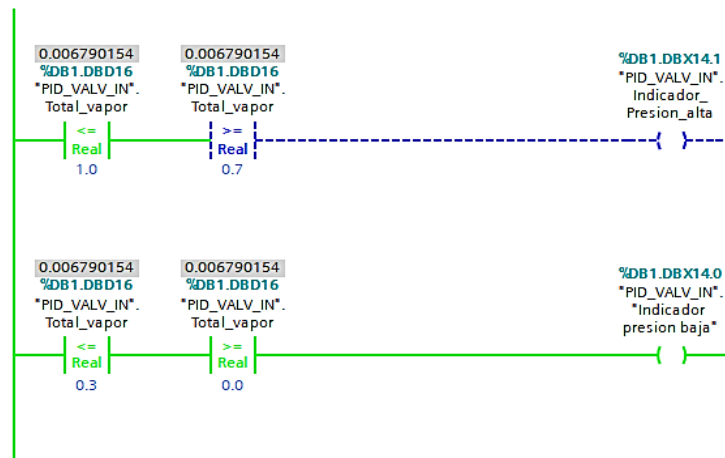 0.006790154 0.006790154
%DB1.DBD16 %DB1.DBD16 %DB1.DBX14.1
"PID_VALV_IN". "PID_VALV_IN". "PID_VALV_IN".
Total_vapor Total_vapor Indicador_
Presion_alta
<= >=
Real Real
1.0 0.7
0.006790154 0.006790154
%DB1.DBD16 %DB1.DBD16 %DB1.DBX14.0
"PID_VALV_IN". "PID_VALV_IN". "PID_VALV_IN".
Total_vapor Total_vapor "Indicador
presion baja"
<= >=
Real Real
0.3 0.0